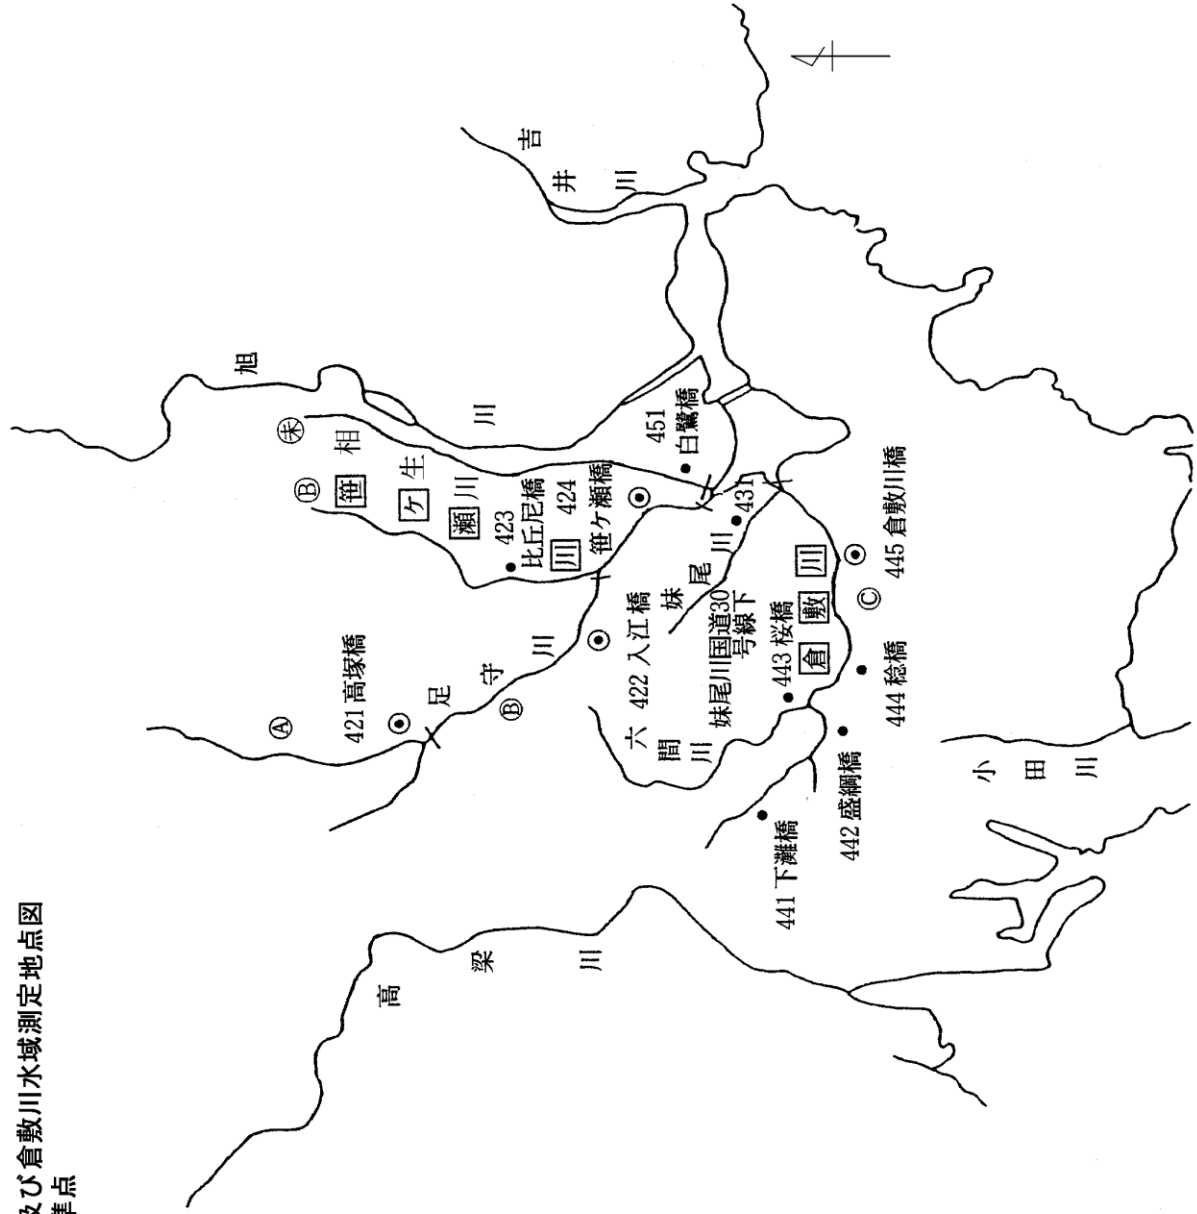 及び倉敷川水域測定地点図
準点
高梁川
足守川
笹ケ瀬川
相生川
旭川
吉井川
妹尾川
六間川
倉敷川
小田川
Ⓐ
Ⓑ
Ⓑ
Ⓒ
㊍
421 高塚橋
422 入江橋
423
比丘尼橋
424
笹ケ瀬橋
431
妹尾川国道30
号線下
441 下灘橋
442 盛綱橋
443 桜橋
444 稔橋
445 倉敷川橋
451
白鷺橋